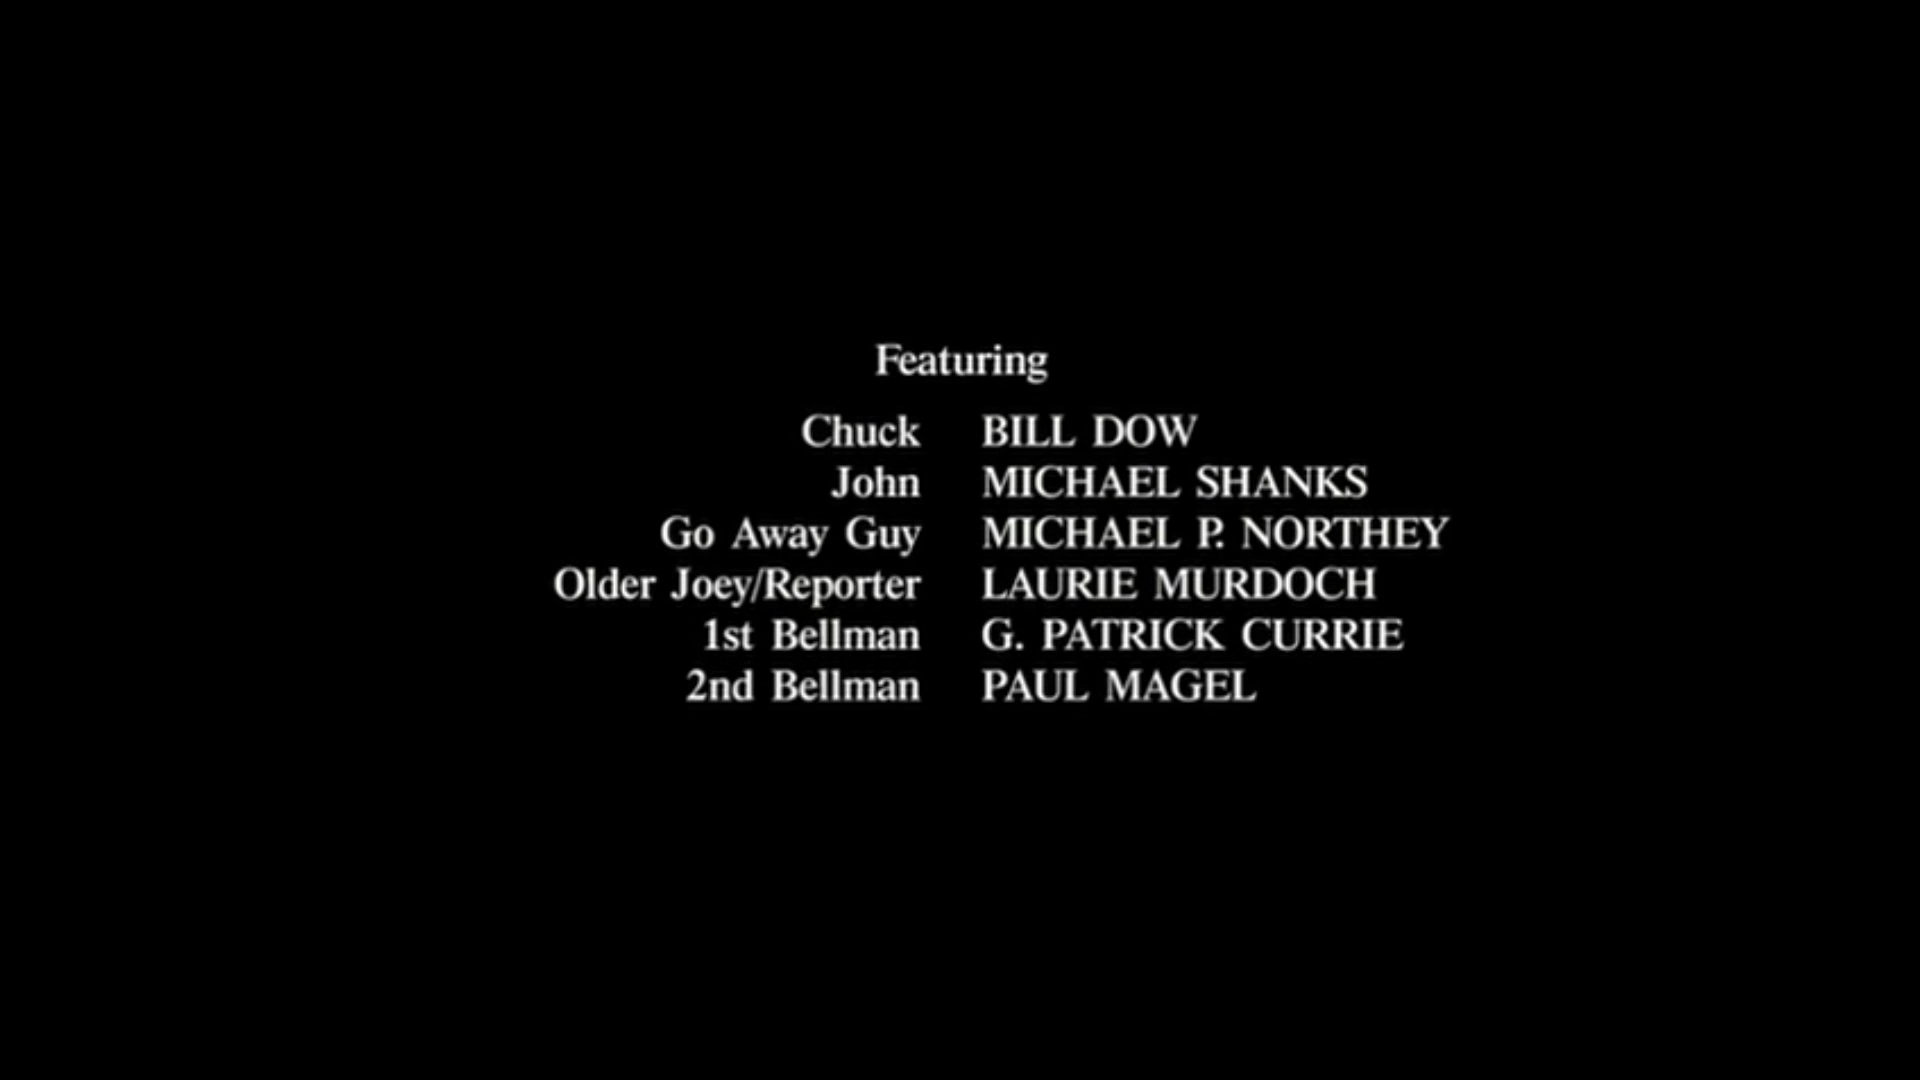 Featuring
Chuck BILL DOW
John MICHAEL SHANKS
Go Away Guy MICHAEL P. NORTHEY
Older Joey/Reporter LAURIE MURDOCH
1st Bellman G. PATRICK CURRIE
2nd Bellman PAUL MAGEL